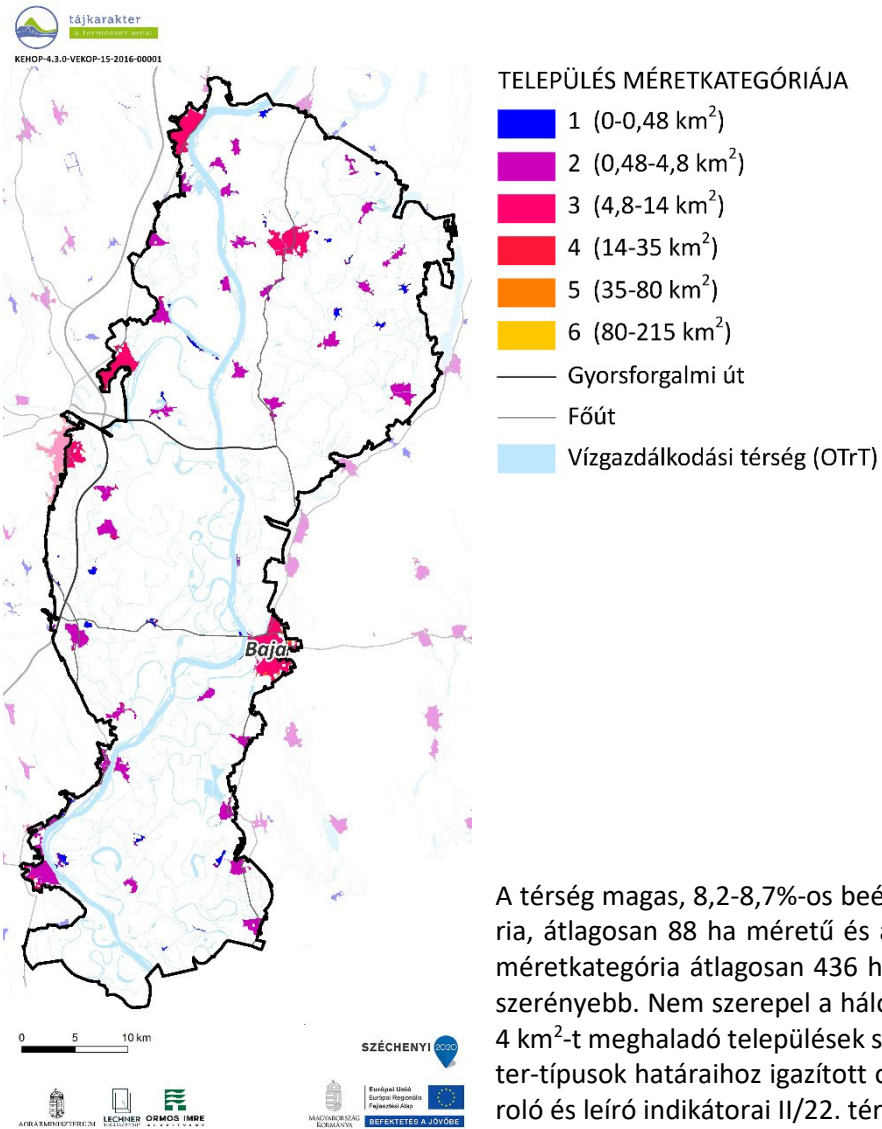 tájkarakter
a természet arcai
KEHOP-4.3.0-VEKOP-15-2016-00001
TELEPÜLÉS MÉRETKATEGÓRIÁJA
1 (0-0,48 km²)
2 (0,48-4,8 km²)
3 (4,8-14 km²)
4 (14-35 km²)
5 (35-80 km²)
6 (80-215 km²)
Gyorsforgalmi út
Főút
Vízgazdálkodási térség (OTrT)
Baja
A térség magas, 8,2-8,7%-os beé
ria, átlagosan 88 ha méretű és a
méretkategória átlagosan 436 h
szerényebb. Nem szerepel a háló
4 km²-t meghaladó települések s
ter-típusok határaihoz igazított
roló és leíró indikátorai II/22. tér
0 5 10 km
SZÉCHENYI 2020
AGRÁRMINISZTÉRIUM
LECHNER
ORMOS IMRE
ALAPÍTVÁNY
MAGYARORSZÁG
KORMÁNYA
Európai Unió
Európai Regionális
Fejlesztési Alap
BEFEKTETÉS A JÖVŐBE